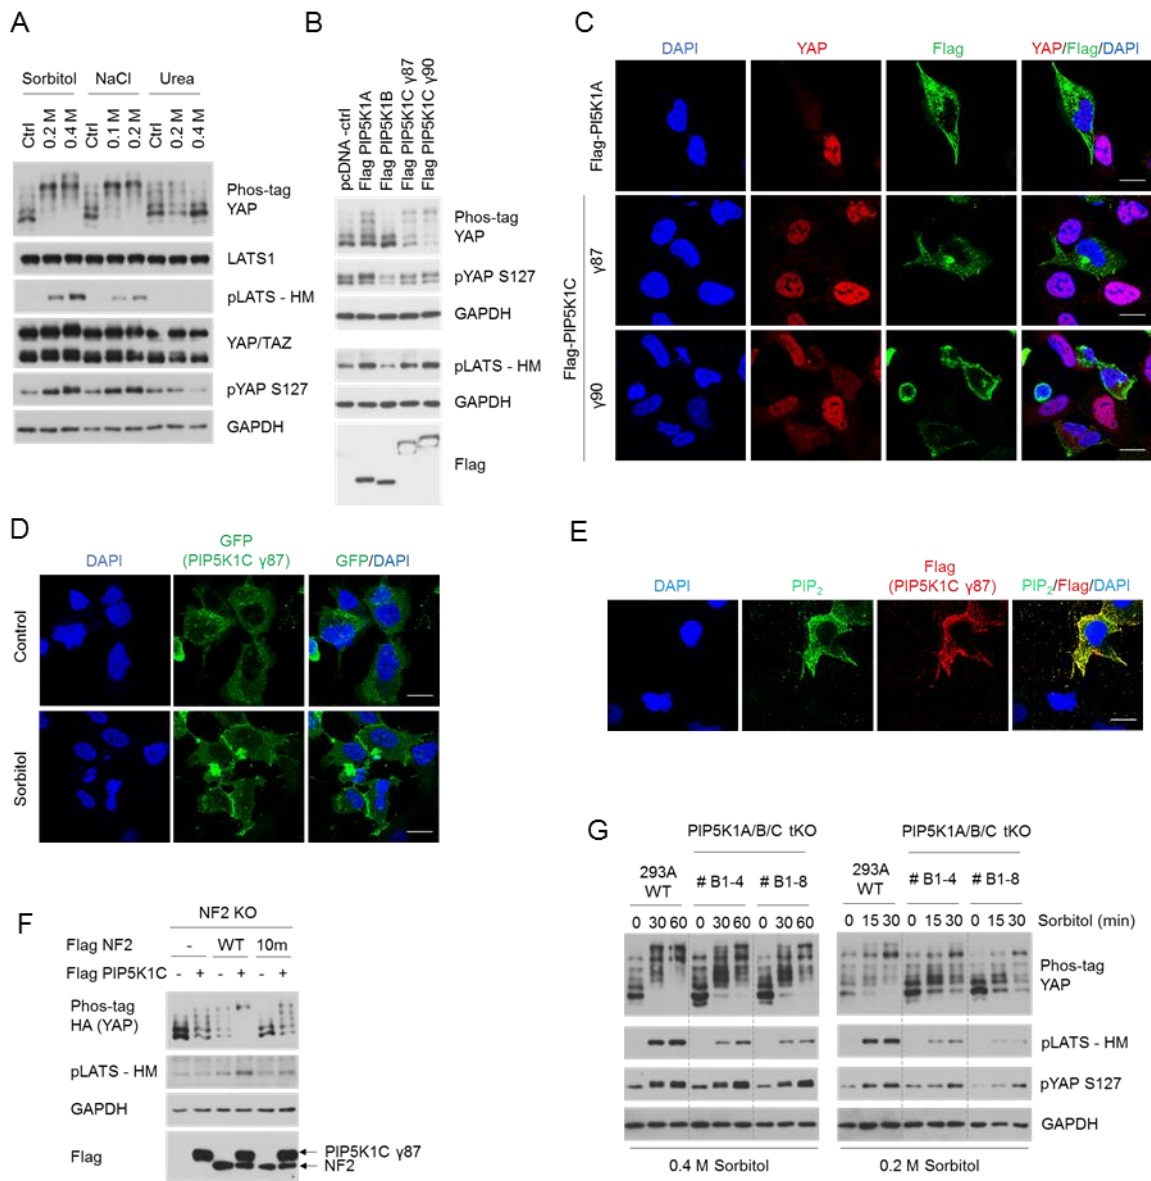 A
Sorbitol NaCl Urea
Ctrl 0.2 M 0.4 M Ctrl 0.1 M 0.2 M Ctrl 0.2 M 0.4 M
Phos-tag
YAP
LATS1
pLATS - HM
YAP/TAZ
pYAP S127
GAPDH
B
pcDNA -ctrl
Flag PIP5K1A
Flag PIP5K1B
Flag PIP5K1C γ87
Flag PIP5K1C γ90
Phos-tag
YAP
pYAP S127
GAPDH
pLATS - HM
GAPDH
Flag
C
DAPI YAP Flag YAP/Flag/DAPI
Flag-PI5K1A
Flag-PIP5K1C
γ87
γ90
D
DAPI GFP (PIP5K1C γ87) GFP/DAPI
Control
Sorbitol
E
DAPI PIP₂ Flag (PIP5K1C γ87) PIP₂/Flag/DAPI
F
NF2 KO
Flag NF2 - WT 10m
Flag PIP5K1C - + - + - +
Phos-tag
HA (YAP)
pLATS - HM
GAPDH
Flag
PIP5K1C γ87
NF2
G
PIP5K1A/B/C tKO PIP5K1A/B/C tKO
293A WT # B1-4 # B1-8 293A WT # B1-4 # B1-8
0 30 60 0 30 60 0 30 60 0 15 30 0 15 30 0 15 30 Sorbitol (min)
Phos-tag
YAP
pLATS - HM
pYAP S127
GAPDH
0.4 M Sorbitol 0.2 M Sorbitol